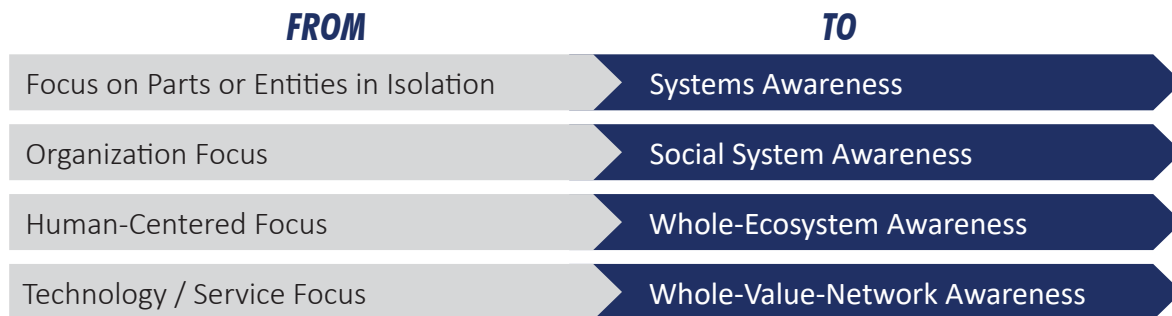 FROM TO
Focus on Parts or Entities in Isolation Systems Awareness
Organization Focus Social System Awareness
Human-Centered Focus Whole-Ecosystem Awareness
Technology / Service Focus Whole-Value-Network Awareness